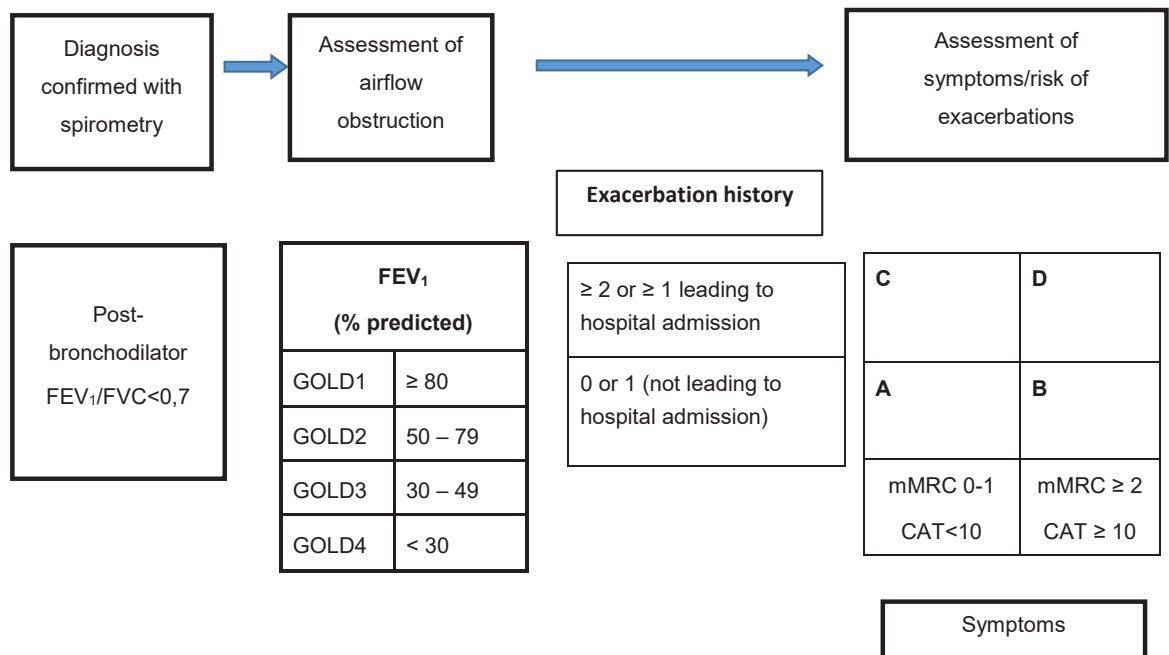 Diagnosis
confirmed with
spirometry
Assessment of
airflow
obstruction
Assessment of
symptoms/risk of
exacerbations
Exacerbation history
Post-
bronchodilator
FEV₁/FVC<0,7
FEV₁
(% predicted)
GOLD1 ≥ 80
GOLD2 50 – 79
GOLD3 30 – 49
GOLD4 < 30
≥ 2 or ≥ 1 leading to
hospital admission
0 or 1 (not leading to
hospital admission)
C D
A B
mMRC 0-1 mMRC ≥ 2
CAT<10 CAT ≥ 10
Symptoms